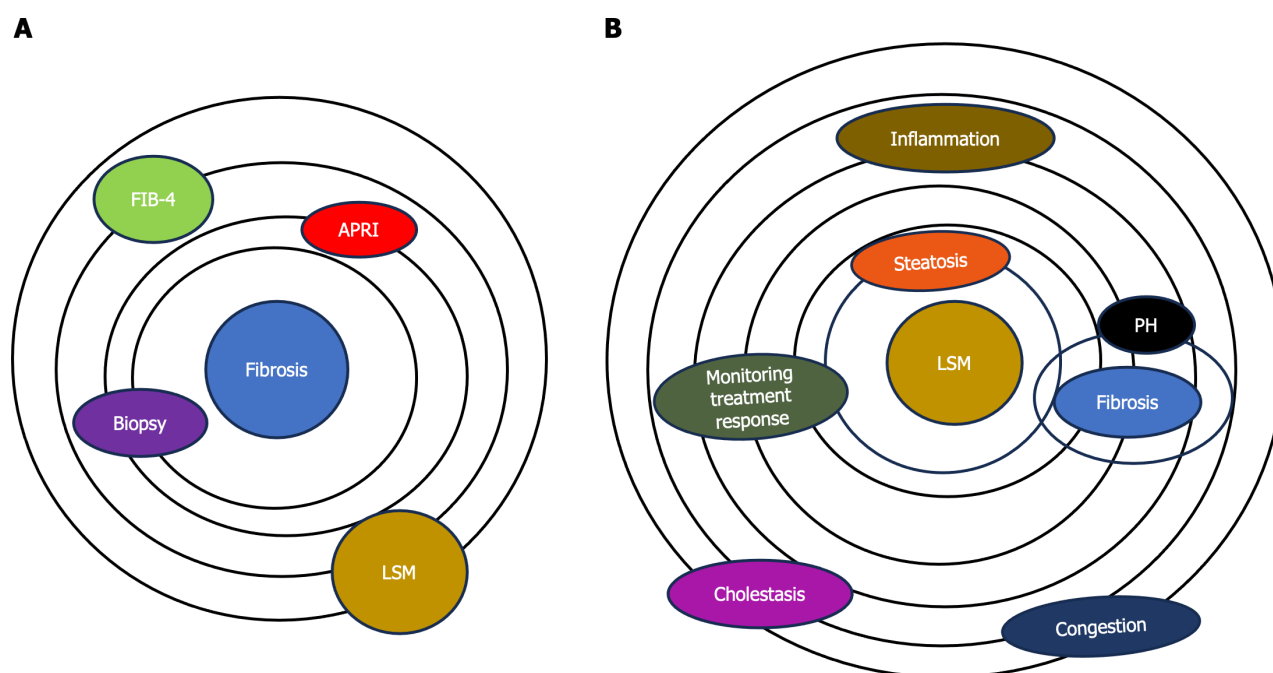 A
FIB-4
APRI
Fibrosis
Biopsy
LSM
B
Inflammation
Steatosis
PH
LSM
Monitoring
treatment
response
Fibrosis
Cholestasis
Congestion